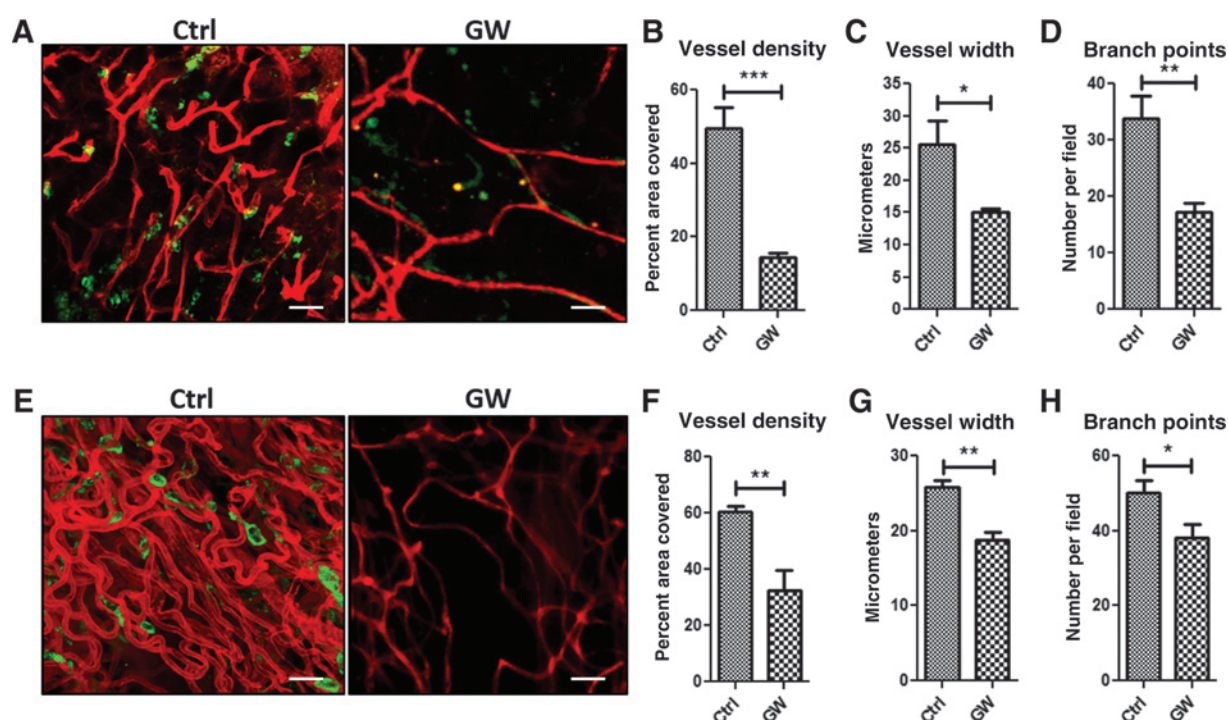 A
Ctrl
GW
B
Vessel density
Percent area covered
60
40
20
0
***
Ctrl
GW
C
Vessel width
Micrometers
35
30
25
20
15
10
5
0
*
Ctrl
GW
D
Branch points
Number per field
40
30
20
10
0
**
Ctrl
GW
E
Ctrl
GW
F
Vessel density
Percent area covered
80
60
40
20
0
**
Ctrl
GW
G
Vessel width
Micrometers
30
20
10
0
**
Ctrl
GW
H
Branch points
Number per field
60
40
20
0
*
Ctrl
GW